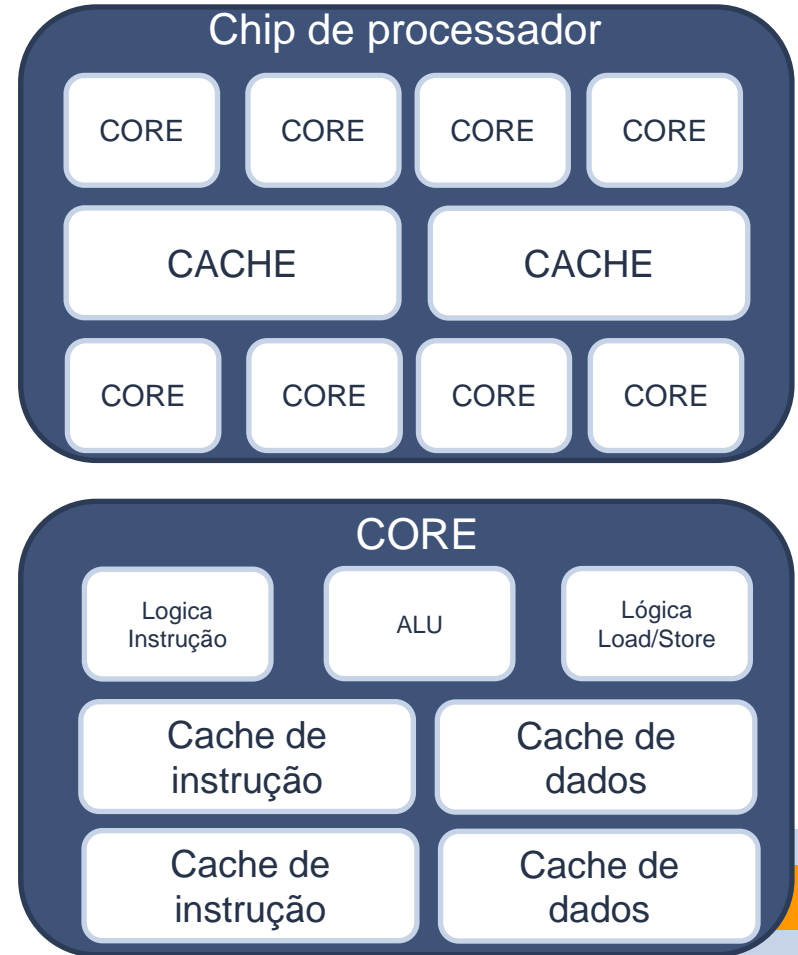 Chip de processador
CORE CORE CORE CORE
CACHE CACHE
CORE CORE CORE CORE
CORE
Logica
Instrução
ALU
Lógica
Load/Store
Cache de
instrução
Cache de
dados
Cache de
instrução
Cache de
dados